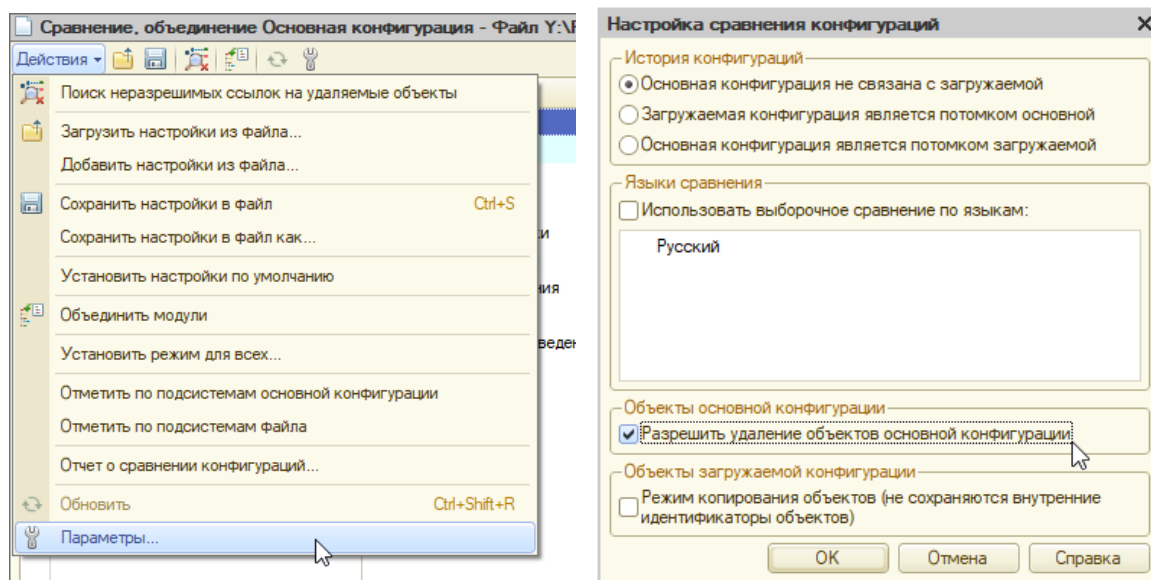 Сравнение, объединение Основная конфигурация - Файл Y:\
Действия
Поиск неразрешимых ссылок на удаляемые объекты
Загрузить настройки из файла...
Добавить настройки из файла...
Сохранить настройки в файл Ctrl+S
Сохранить настройки в файл как...
Установить настройки по умолчанию
Объединить модули
Установить режим для всех...
Отметить по подсистемам основной конфигурации
Отметить по подсистемам файла
Отчет о сравнении конфигураций...
Обновить Ctrl+Shift+R
Параметры...
Настройка сравнения конфигураций
История конфигураций
Основная конфигурация не связана с загружаемой
Загружаемая конфигурация является потомком основной
Основная конфигурация является потомком загружаемой
Языки сравнения
Использовать выборочное сравнение по языкам:
Русский
Объекты основной конфигурации
Разрешить удаление объектов основной конфигурации
Объекты загружаемой конфигурации
Режим копирования объектов (не сохраняются внутренние
идентификаторы объектов)
OK Отмена Справка